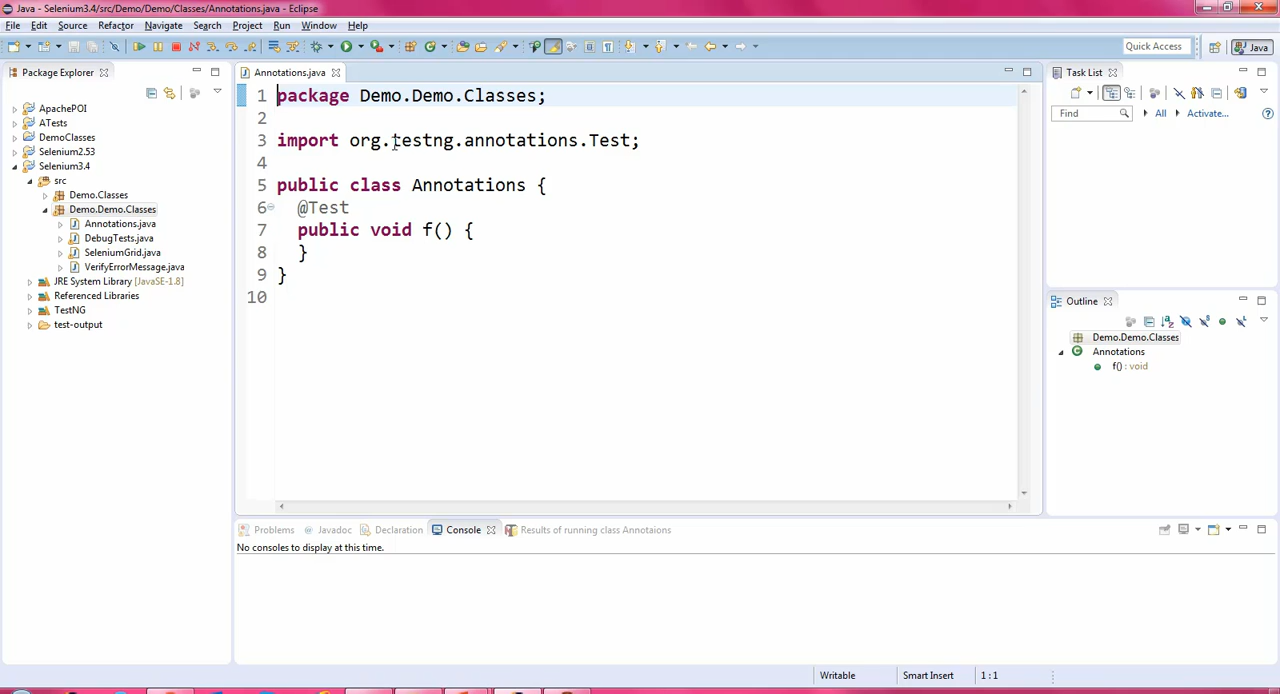 Java - Selenium3.4/src/Demo/Demo/Classes/Annotations.java - Eclipse
File Edit Source Refactor Navigate Search Project Run Window Help
Quick Access
Java
Package Explorer
ApachePOI
ATests
DemoClasses
Selenium2.53
Selenium3.4
src
Demo.Classes
Demo.Demo.Classes
Annotations.java
DebugTests.java
SeleniumGrid.java
VerifyErrorMessage.java
JRE System Library [JavaSE-1.8]
Referenced Libraries
TestNG
test-output
Annotations.java
1 package Demo.Demo.Classes;
2
3 import org.testng.annotations.Test;
4
5 public class Annotations {
6 @Test
7 public void f() {
8 }
9 }
10
Task List
Find
All
Activate...
Outline
Demo.Demo.Classes
Annotations
f() : void
Problems Javadoc Declaration Console Results of running class Annotaions
No consoles to display at this time.
Writable Smart Insert 1 : 1